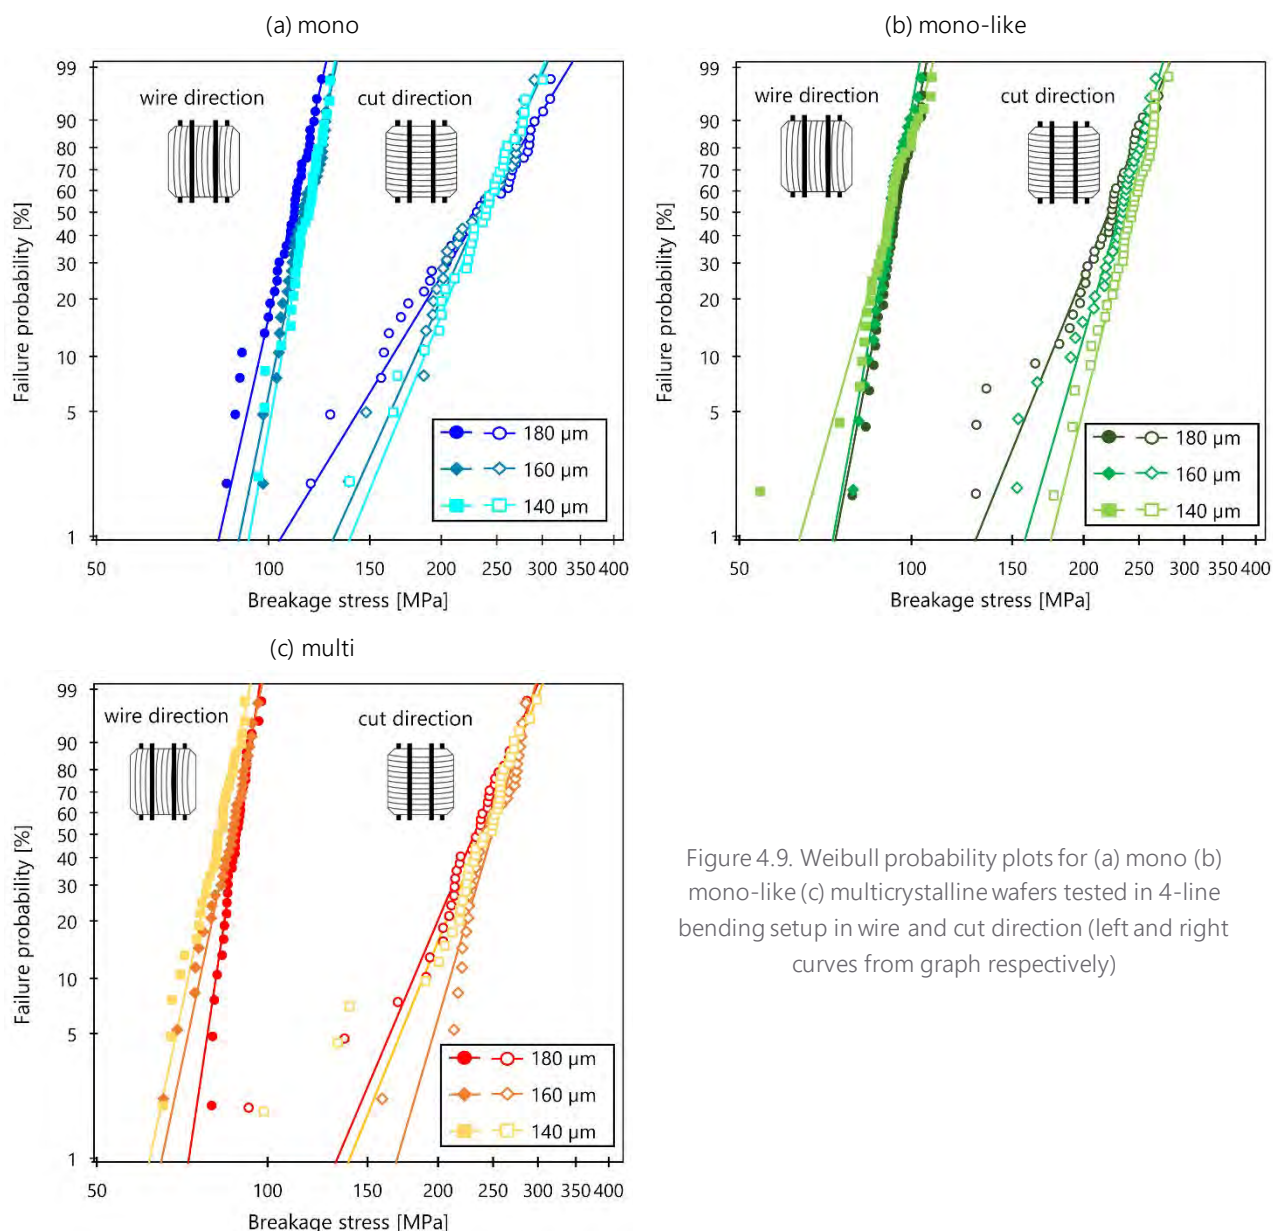 (a) mono
99
90
80
70
60
50
40
30
20
10
5
1
Failure probability [%]
wire direction
cut direction
180 µm
160 µm
140 µm
50 100 150 200 250 300 350 400
Breakage stress [MPa]
(b) mono-like
99
90
80
70
60
50
40
30
20
10
5
1
Failure probability [%]
wire direction
cut direction
180 µm
160 µm
140 µm
50 100 200 250 300 350 400
Breakage stress [MPa]
(c) multi
99
90
80
70
60
50
40
30
20
10
5
1
Failure probability [%]
wire direction
cut direction
180 µm
160 µm
140 µm
50 100 150 200 250 300 350 400
Breakage stress [MPa]
Figure 4.9. Weibull probability plots for (a) mono (b)
mono-like (c) multicrystalline wafers tested in 4-line
bending setup in wire and cut direction (left and right
curves from graph respectively)